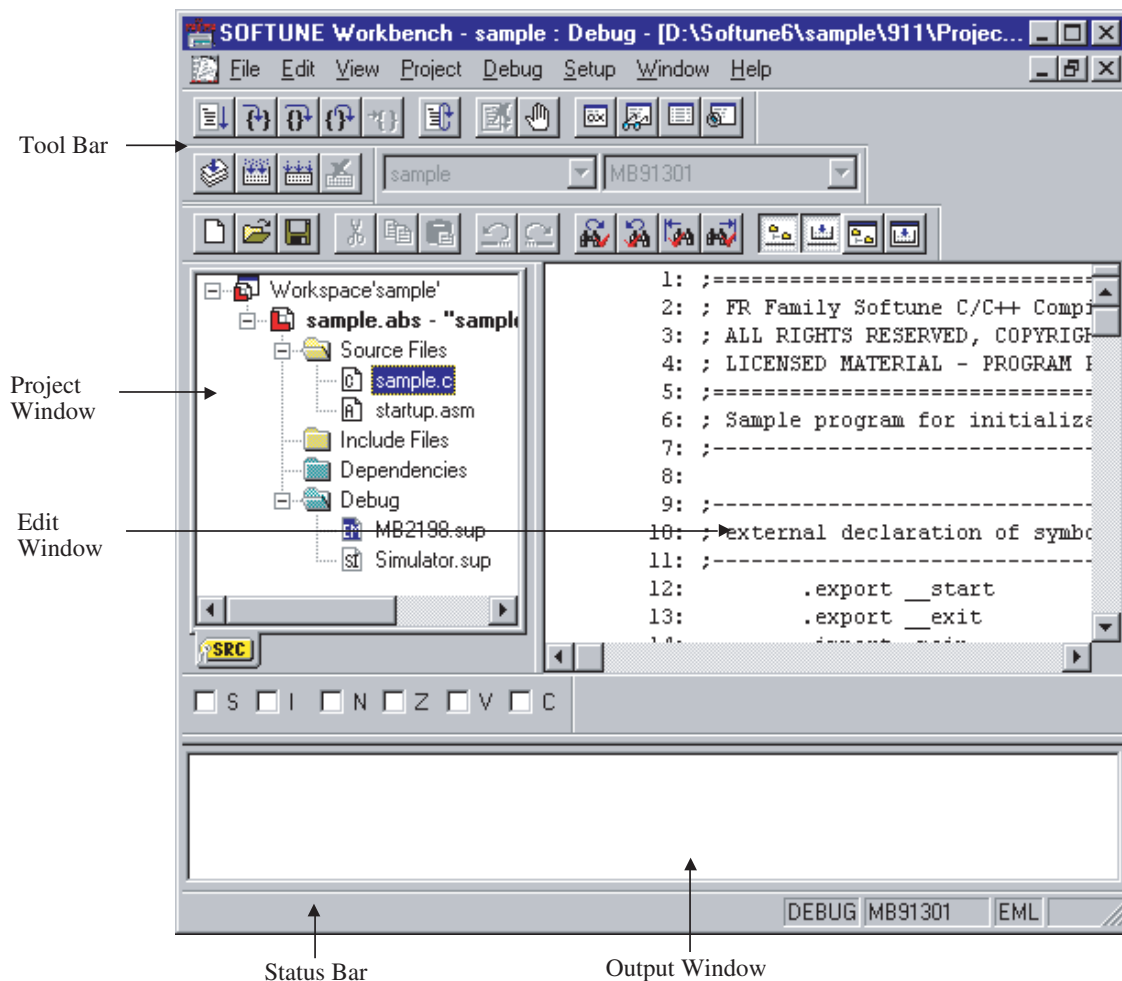 SOFTUNE Workbench - sample : Debug - [D:\Softune6\sample\911\Projec...
File Edit View Project Debug Setup Window Help
Tool Bar
sample MB91301
Project
Window
Workspace'sample'
sample.abs - "sample
Source Files
sample.c
startup.asm
Include Files
Dependencies
Debug
MB2198.sup
Simulator.sup
SRC
Edit
Window
1: ;===============================
2: ; FR Family Softune C/C++ Compi
3: ; ALL RIGHTS RESERVED, COPYRIGH
4: ; LICENSED MATERIAL - PROGRAM P
5: ;===============================
6: ; Sample program for initializa
7: ;-------------------------------
8:
9: ;-------------------------------
10: ; external declaration of symbo
11: ;-------------------------------
12: .export __start
13: .export __exit
S I N Z V C
DEBUG MB91301 EML
Status Bar
Output Window